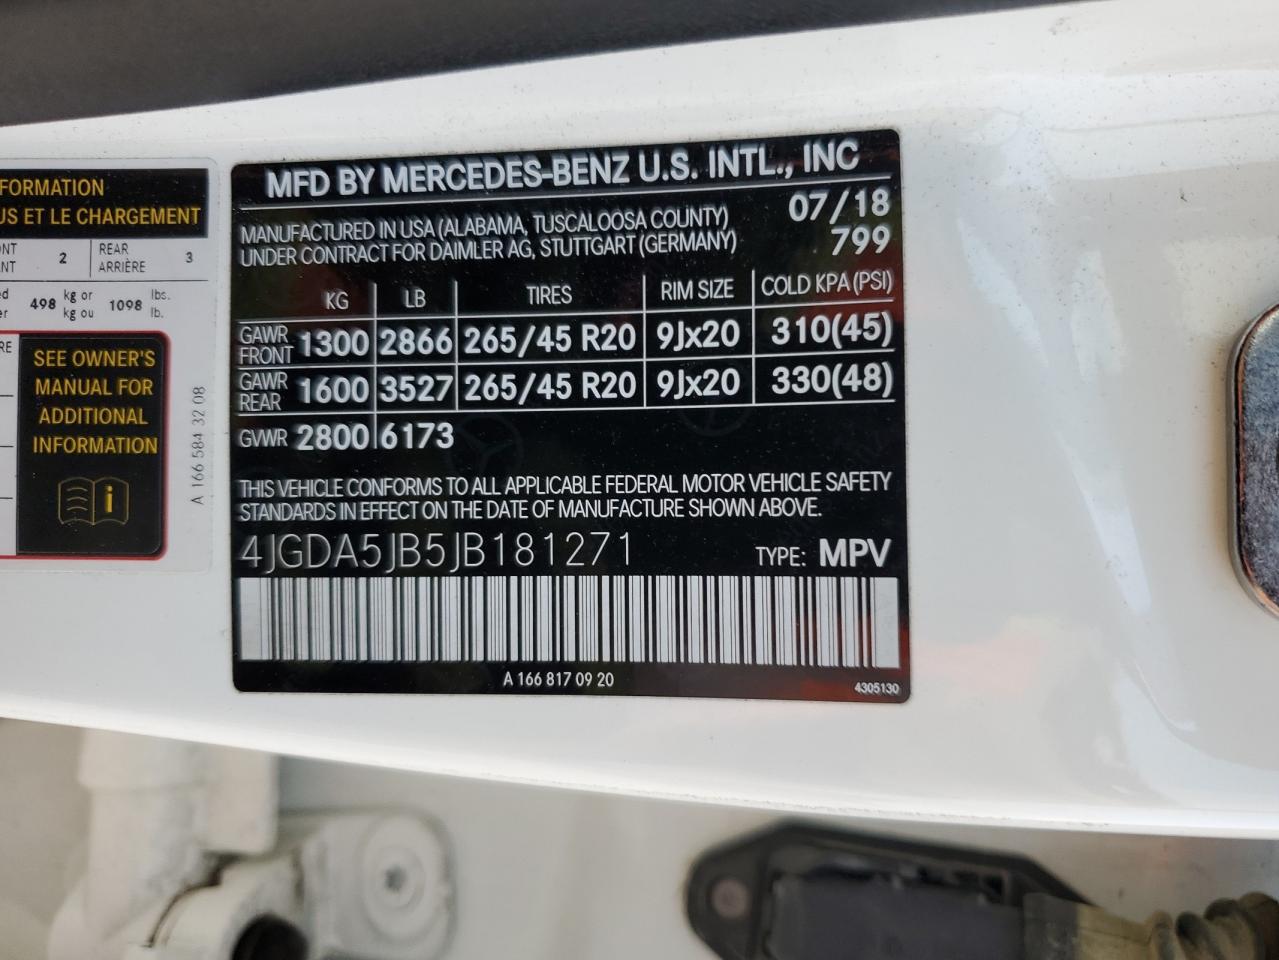 FORMATION
US ET LE CHARGEMENT
2
REAR
ARRIÈRE
3
498 kg or
kg ou
1098 lbs.
lb.
SEE OWNER'S
MANUAL FOR
ADDITIONAL
INFORMATION
i
A 166 584 32 08
MFD BY MERCEDES-BENZ U.S. INTL., INC
MANUFACTURED IN USA (ALABAMA, TUSCALOOSA COUNTY) 07/18
UNDER CONTRACT FOR DAIMLER AG, STUTTGART (GERMANY) 799
KG LB TIRES RIM SIZE COLD KPA (PSI)
GAWR FRONT 1300 2866 265/45 R20 9Jx20 310(45)
GAWR REAR 1600 3527 265/45 R20 9Jx20 330(48)
GVWR 2800 6173
THIS VEHICLE CONFORMS TO ALL APPLICABLE FEDERAL MOTOR VEHICLE SAFETY
STANDARDS IN EFFECT ON THE DATE OF MANUFACTURE SHOWN ABOVE.
4JGDA5JB5JB181271 TYPE: MPV
A 166 817 09 20
4305130